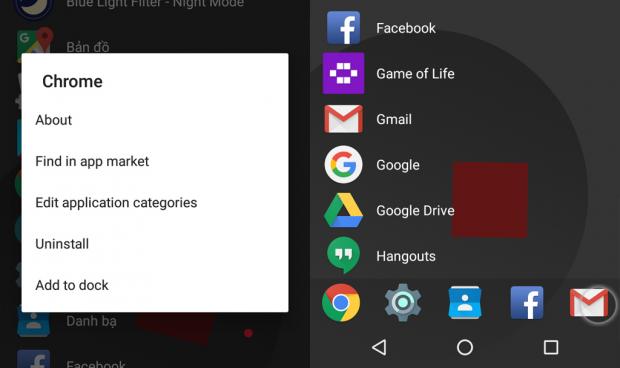 Blue Light Filter - Night Mode
Bản đồ
Chrome
About
Find in app market
Edit application categories
Uninstall
Add to dock
Danh bạ
Facebook
Facebook
Game of Life
Gmail
Google
Google Drive
Hangouts